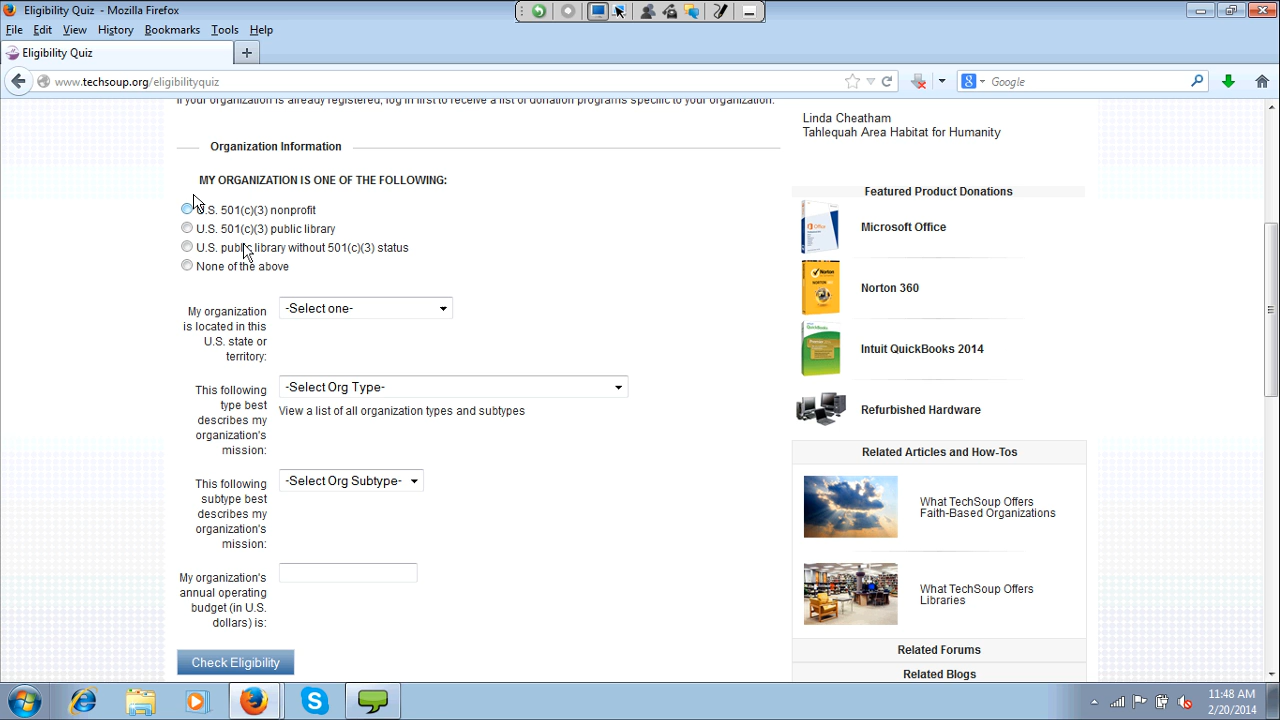 Eligibility Quiz - Mozilla Firefox
File Edit View History Bookmarks Tools Help
Eligibility Quiz
www.techsoup.org/eligibilityquiz
Google
If your organization is already registered, log in first to receive a list of donation programs specific to your organization.
Organization Information
MY ORGANIZATION IS ONE OF THE FOLLOWING:
U.S. 501(c)(3) nonprofit
U.S. 501(c)(3) public library
U.S. public library without 501(c)(3) status
None of the above
My organization
is located in this
U.S. state or
territory:
-Select one-
This following
type best
describes my
organization's
mission:
-Select Org Type-
View a list of all organization types and subtypes
This following
subtype best
describes my
organization's
mission:
-Select Org Subtype-
My organization's
annual operating
budget (in U.S.
dollars) is:
Check Eligibility
Linda Cheatham
Tahlequah Area Habitat for Humanity
Featured Product Donations
Microsoft Office
Norton 360
Intuit QuickBooks 2014
Refurbished Hardware
Related Articles and How-Tos
What TechSoup Offers
Faith-Based Organizations
What TechSoup Offers
Libraries
Related Forums
Related Blogs
11:48 AM
2/20/2014